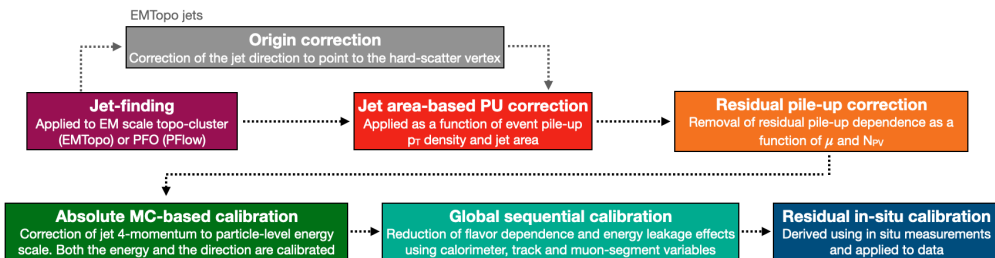 EMTopo jets
Origin correction
Correction of the jet direction to point to the hard-scatter vertex
Jet-finding
Applied to EM scale topo-cluster
(EMTopo) or PFO (PFlow)
Jet area-based PU correction
Applied as a function of event pile-up
pT density and jet area
Residual pile-up correction
Removal of residual pile-up dependence as a
function of μ and NPV
Absolute MC-based calibration
Correction of jet 4-momentum to particle-level energy
scale. Both the energy and the direction are calibrated
Global sequential calibration
Reduction of flavor dependence and energy leakage effects
using calorimeter, track and muon-segment variables
Residual in-situ calibration
Derived using in situ measurements
and applied to data